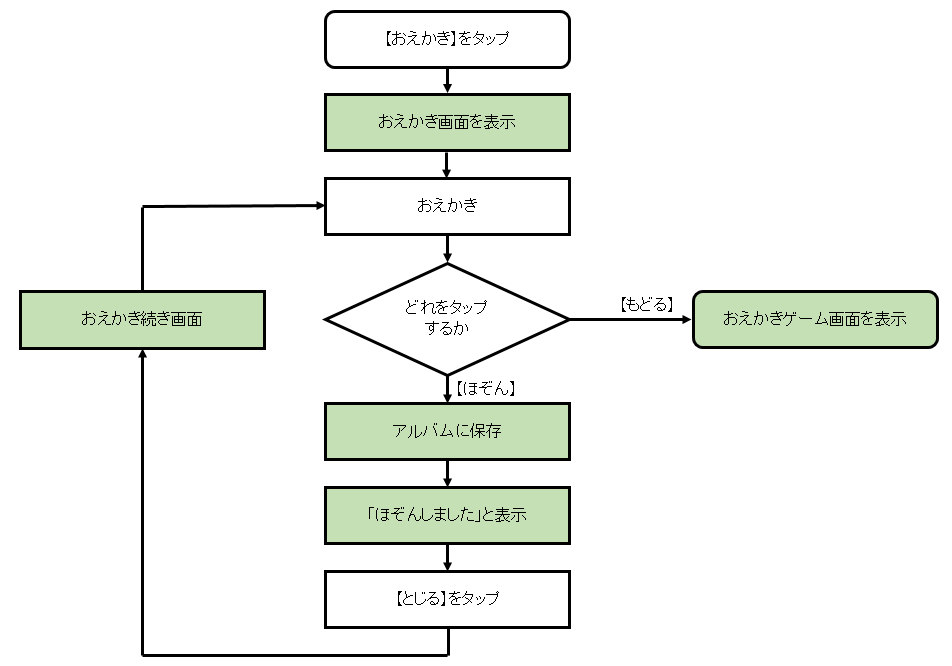 【おえかき】をタップ
おえかき画面を表示
おえかき
どれをタップ
するか
【もどる】
おえかきゲーム画面を表示
おえかき続き画面
【ほぞん】
アルバムに保存
「ほぞんしました」と表示
【とじる】をタップ